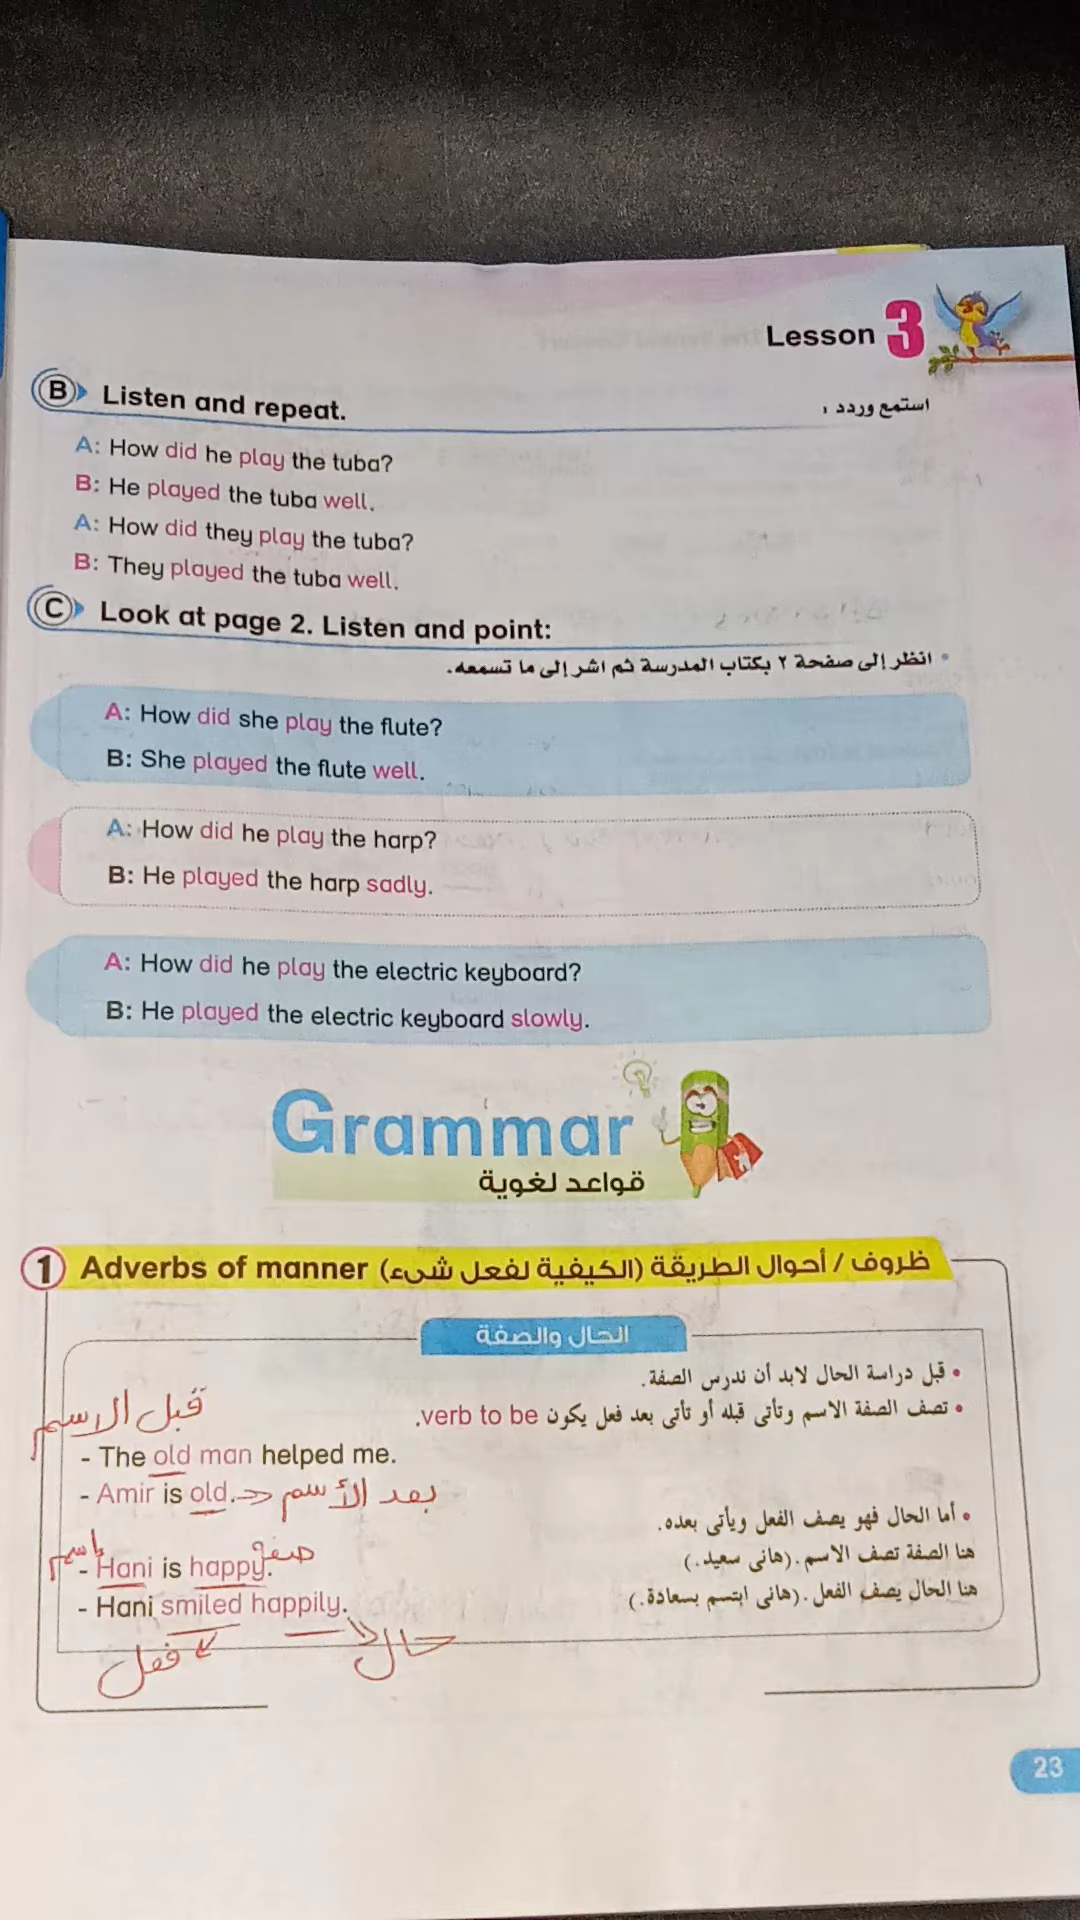 Lesson 3
B Listen and repeat.
استمع وردد :
A: How did he play the tuba?
B: He played the tuba well.
A: How did they play the tuba?
B: They played the tuba well.
C Look at page 2. Listen and point:
• انظر إلى صفحة ٢ بكتاب المدرسة ثم اشر إلى ما تسمعه.
A: How did she play the flute?
B: She played the flute well.
A: How did he play the harp?
B: He played the harp sadly.
A: How did he play the electric keyboard?
B: He played the electric keyboard slowly.
Grammar
قواعد لغوية
1 Adverbs of manner ظروف / أحوال الطريقة (الكيفية لفعل شىء)
الحال والصفة
• قبل دراسة الحال لابد أن ندرس الصفة.
• تصف الصفة الاسم وتأتى قبله أو تأتى بعد فعل يكون verb to be.
قبل الاسم
- The old man helped me.
- Amir is old. بعد الأسم
• أما الحال فهو يصف الفعل ويأتى بعده.
اسم صفة
- Hani is happy. هنا الصفة تصف الاسم. (هانى سعيد.)
- Hani smiled happily. هنا الحال يصف الفعل. (هانى ابتسم بسعادة.)
فعل حال
23